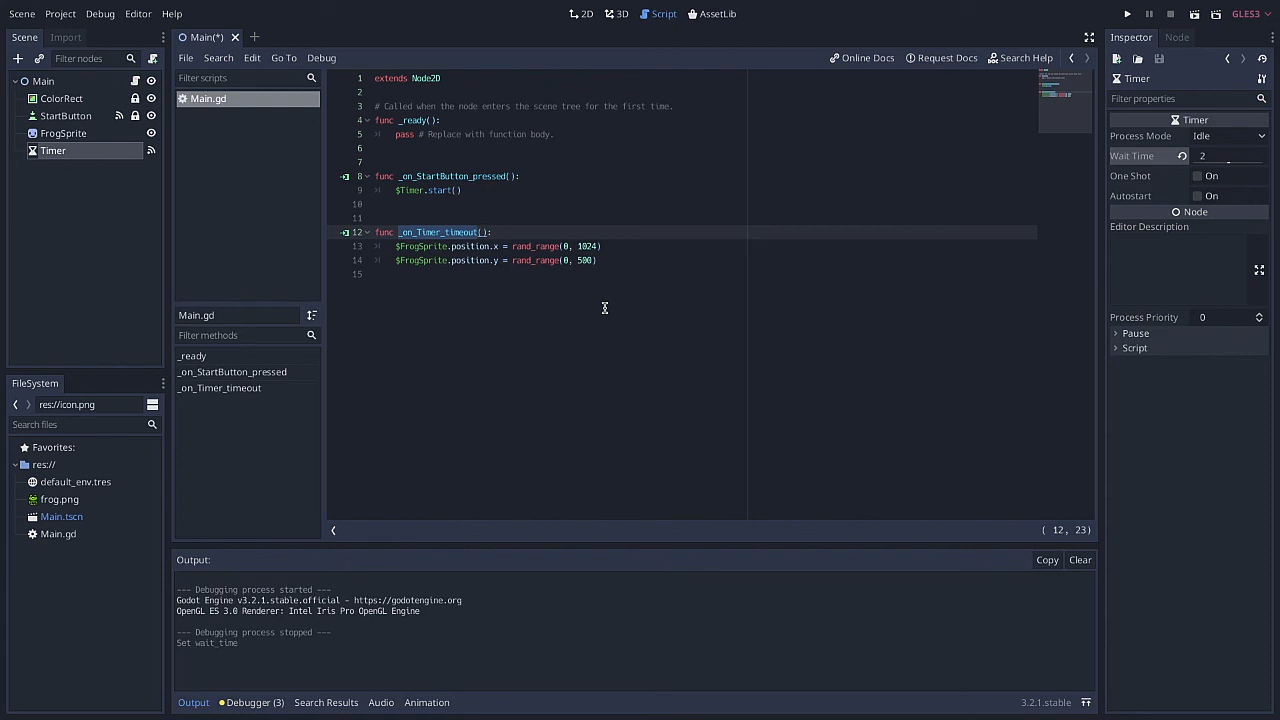 Scene Project Debug Editor Help
2D 3D Script AssetLib
GLES3
Scene Import
Filter nodes
Main
ColorRect
StartButton
FrogSprite
Timer
FileSystem
res://icon.png
Search files
Favorites:
res://
default_env.tres
frog.png
Main.tscn
Main.gd
Main(*)
File Search Edit Go To Debug
Online Docs Request Docs Search Help
Filter scripts
Main.gd
Main.gd
Filter methods
_ready
_on_StartButton_pressed
_on_Timer_timeout
1 extends Node2D
2
3 # Called when the node enters the scene tree for the first time.
4 func _ready():
5 pass # Replace with function body.
6
7
8 func _on_StartButton_pressed():
9 $Timer.start()
10
11
12 func _on_Timer_timeout():
13 $FrogSprite.position.x = rand_range(0, 1024)
14 $FrogSprite.position.y = rand_range(0, 500)
15
( 12, 23)
Output:
Copy Clear
--- Debugging process started ---
Godot Engine v3.2.1.stable.official - https://godotengine.org
OpenGL ES 3.0 Renderer: Intel Iris Pro OpenGL Engine
--- Debugging process stopped ---
Set wait_time
Output Debugger (3) Search Results Audio Animation
3.2.1.stable
Inspector Node
Timer
Filter properties
Timer
Process Mode Idle
Wait Time 2
One Shot On
Autostart On
Node
Editor Description
Process Priority 0
Pause
Script